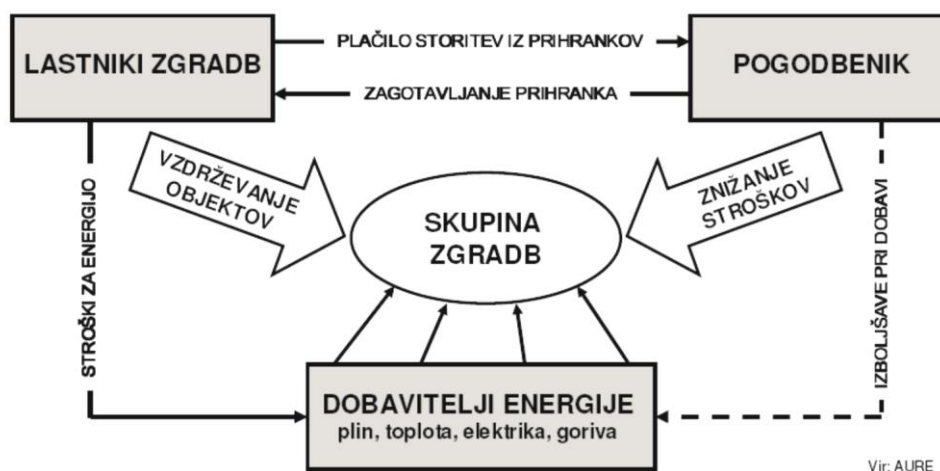 LASTNIKI ZGRADB
PLAČILO STORITEV IZ PRIHRANKOV
POGODBENIK
ZAGOTAVLJANJE PRIHRANKA
VZDRŽEVANJE
OBJEKTOV
ZNIŽANJE
STROŠKOV
SKUPINA
ZGRADB
STROŠKI ZA ENERGIJO
IZBOLJŠAVE PRI DOBAVI
DOBAVITELJI ENERGIJE
plin, toplota, elektrika, goriva
Vir: AURE